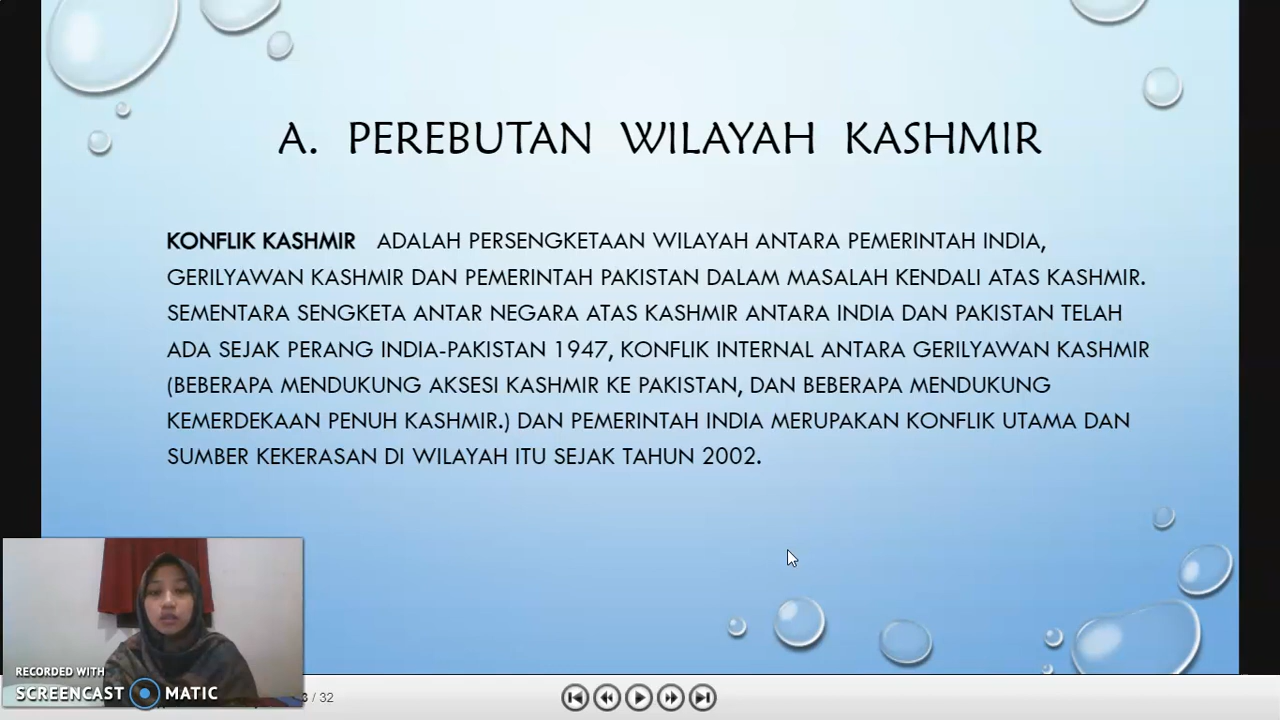 A. PEREBUTAN WILAYAH KASHMIR
KONFLIK KASHMIR ADALAH PERSENGKETAAN WILAYAH ANTARA PEMERINTAH INDIA,
GERILYAWAN KASHMIR DAN PEMERINTAH PAKISTAN DALAM MASALAH KENDALI ATAS KASHMIR.
SEMENTARA SENGKETA ANTAR NEGARA ATAS KASHMIR ANTARA INDIA DAN PAKISTAN TELAH
ADA SEJAK PERANG INDIA-PAKISTAN 1947, KONFLIK INTERNAL ANTARA GERILYAWAN KASHMIR
(BEBERAPA MENDUKUNG AKSESI KASHMIR KE PAKISTAN, DAN BEBERAPA MENDUKUNG
KEMERDEKAAN PENUH KASHMIR.) DAN PEMERINTAH INDIA MERUPAKAN KONFLIK UTAMA DAN
SUMBER KEKERASAN DI WILAYAH ITU SEJAK TAHUN 2002.
RECORDED WITH
SCREENCAST MATIC
3 / 32